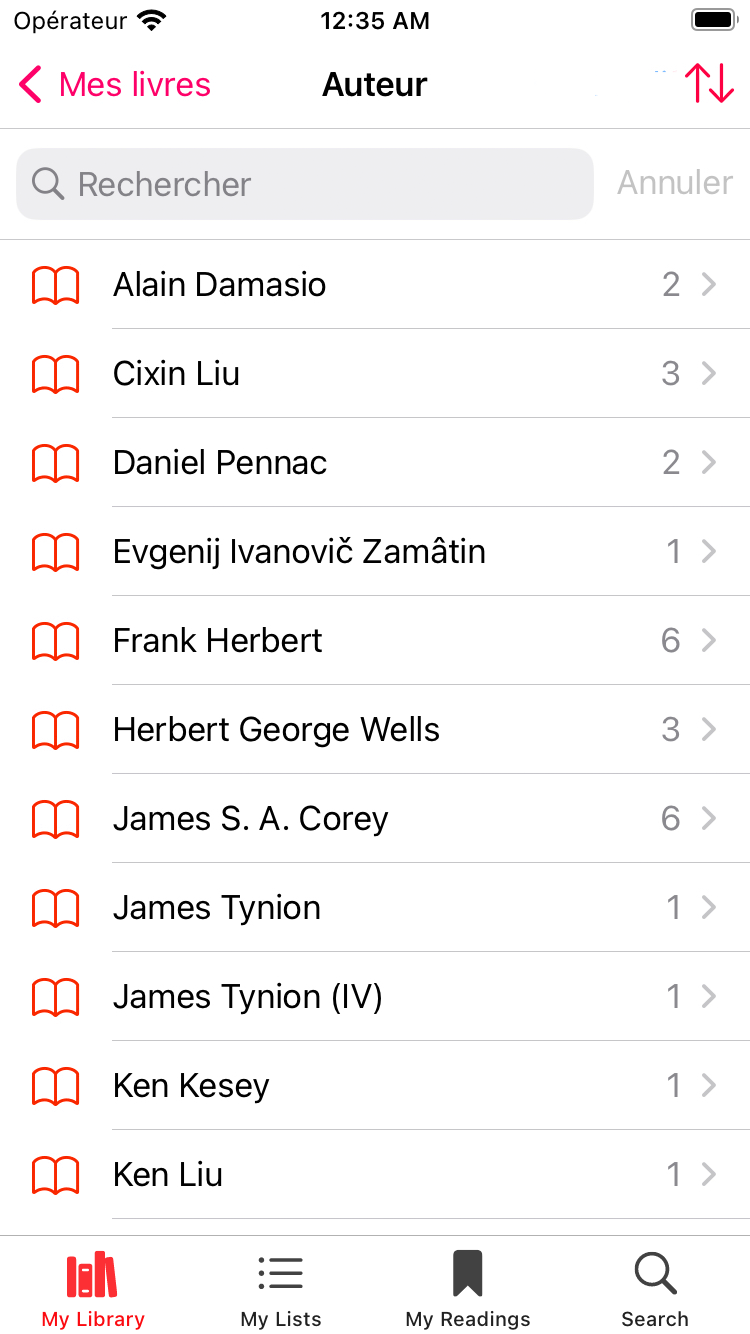 Opérateur 12:35 AM
Mes livres Auteur
Rechercher Annuler
Alain Damasio 2
Cixin Liu 3
Daniel Pennac 2
Evgenij Ivanovič Zamâtin 1
Frank Herbert 6
Herbert George Wells 3
James S. A. Corey 6
James Tynion 1
James Tynion (IV) 1
Ken Kesey 1
Ken Liu 1
My Library My Lists My Readings Search